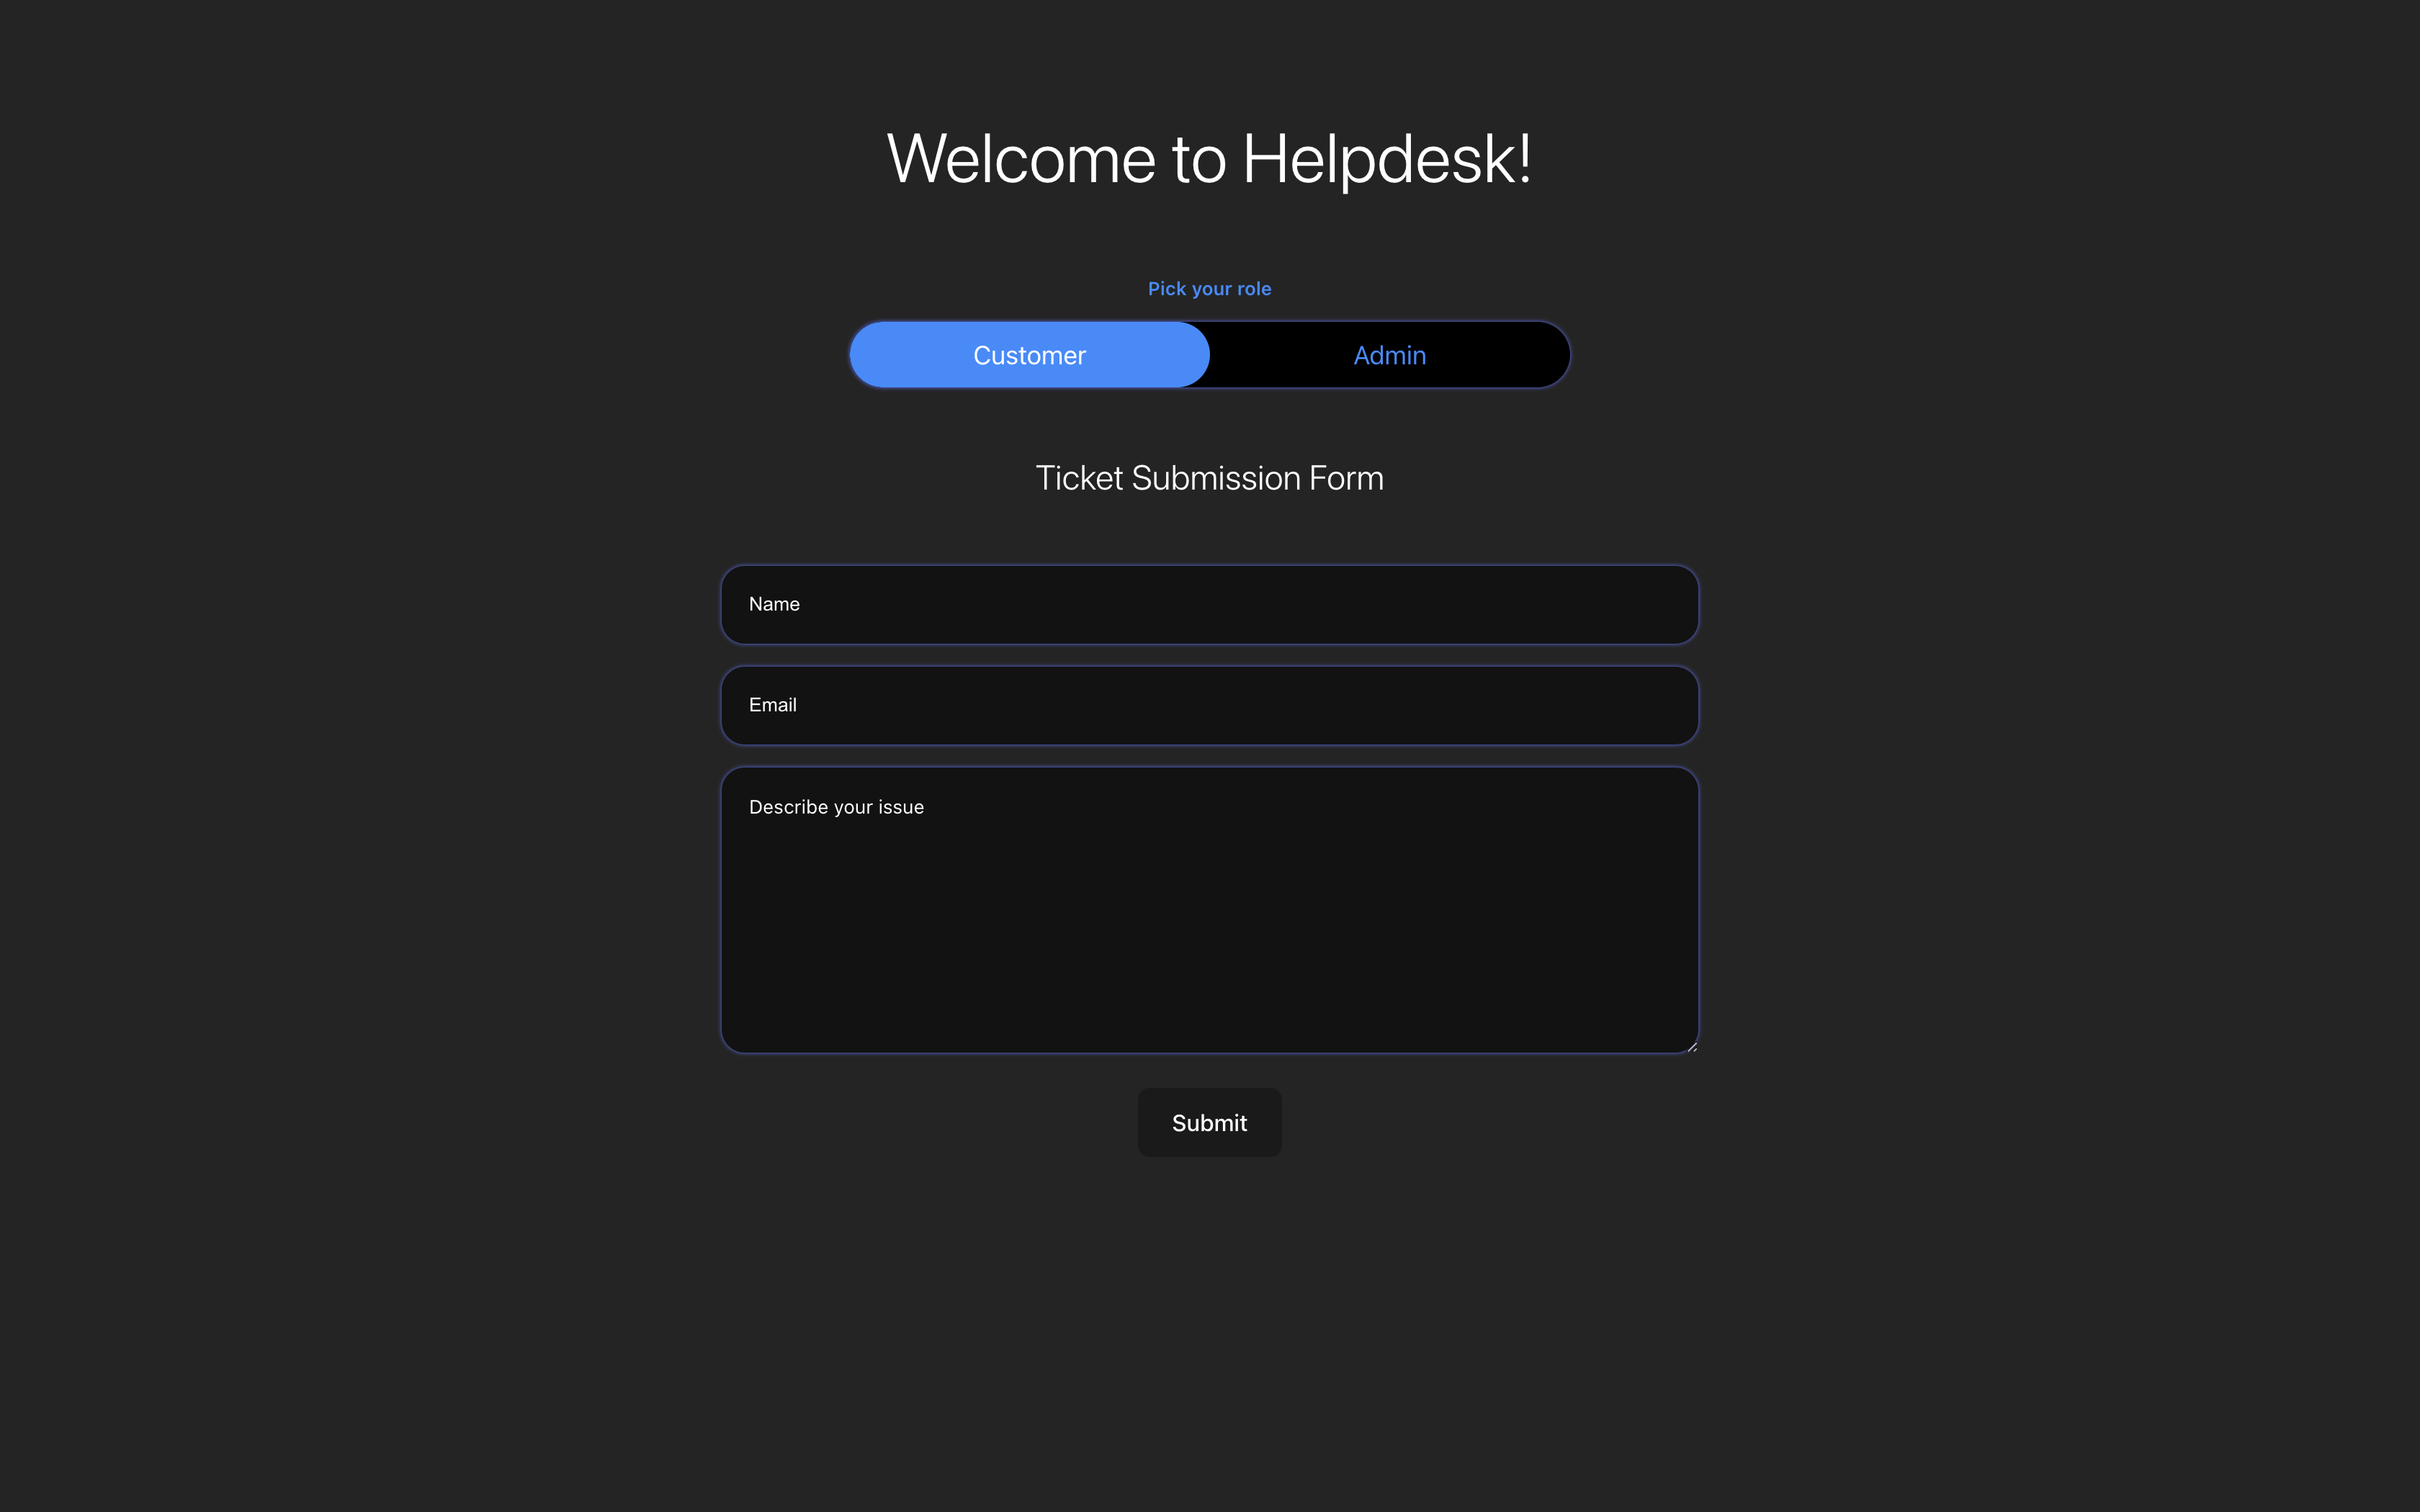 Welcome to Helpdesk!
Pick your role
Customer Admin
Ticket Submission Form
Name
Email
Describe your issue
Submit